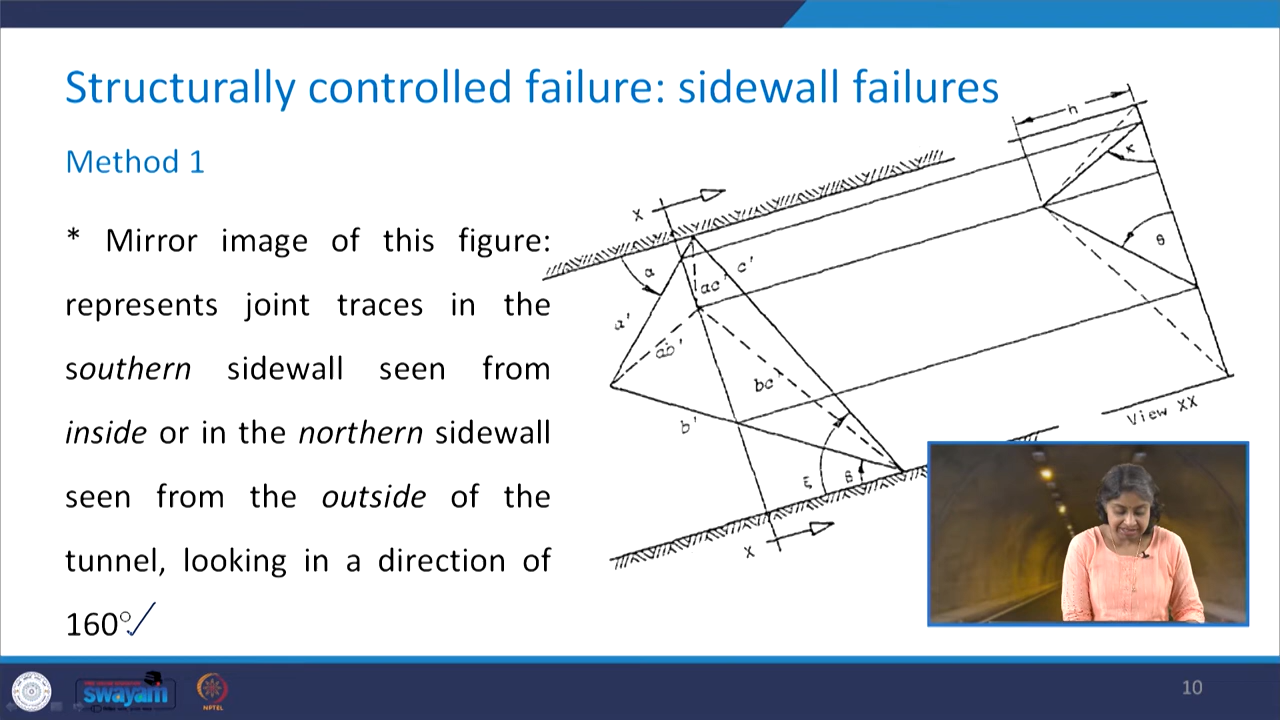 Structurally controlled failure: sidewall failures
Method 1
* Mirror image of this figure:
represents joint traces in the
southern sidewall seen from
inside or in the northern sidewall
seen from the outside of the
tunnel, looking in a direction of
160°
h
x
α
c'
κ
θ
ac'
a'
ab'
bc
b'
View XX
ξ
β
x
swayam
NPTEL
10